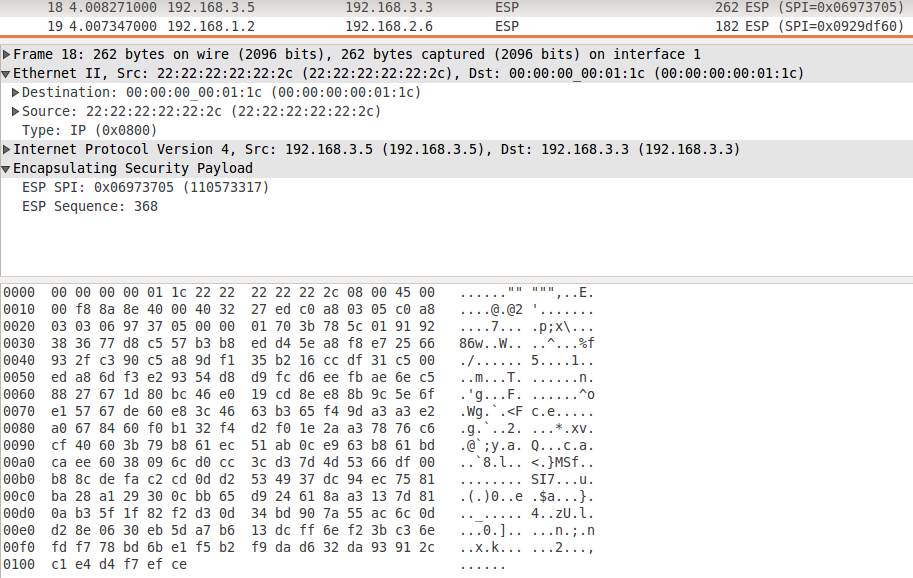 18 4.008271000 192.168.3.5 192.168.3.3 ESP 262 ESP (SPI=0x06973705)
19 4.007347000 192.168.1.2 192.168.2.6 ESP 182 ESP (SPI=0x0929df60)
Frame 18: 262 bytes on wire (2096 bits), 262 bytes captured (2096 bits) on interface 1
Ethernet II, Src: 22:22:22:22:22:2c (22:22:22:22:22:2c), Dst: 00:00:00_00:01:1c (00:00:00:00:01:1c)
Destination: 00:00:00_00:01:1c (00:00:00:00:01:1c)
Source: 22:22:22:22:22:2c (22:22:22:22:22:2c)
Type: IP (0x0800)
Internet Protocol Version 4, Src: 192.168.3.5 (192.168.3.5), Dst: 192.168.3.3 (192.168.3.3)
Encapsulating Security Payload
ESP SPI: 0x06973705 (110573317)
ESP Sequence: 368
0000 00 00 00 00 01 1c 22 22 22 22 22 2c 08 00 45 00 ......"" """,..E.
0010 00 f8 8a 8e 40 00 40 32 27 ed c0 a8 03 05 c0 a8 ....@.@2 '.......
0020 03 03 06 97 37 05 00 00 01 70 3b 78 5c 01 91 92 ....7... .p;x\...
0030 38 36 77 d8 c5 57 b3 b8 ed d4 5e a8 f8 e7 25 66 86w..W.. ..^...%f
0040 93 2f c3 90 c5 a8 9d f1 35 b2 16 cc df 31 c5 00 ./...... 5....1..
0050 ed a8 6d f3 e2 93 54 d8 d9 fc d6 ee fb ae 6e c5 ..m...T. ......n.
0060 88 27 67 1d 80 bc 46 e0 19 cd 8e e8 8b 9c 5e 6f .'g...F. ......^o
0070 e1 57 67 de 60 e8 3c 46 63 b3 65 f4 9d a3 a3 e2 .Wg.`.<F c.e.....
0080 a0 67 84 60 f0 b1 32 f4 d2 f0 1e 2a a3 78 76 c6 .g.`..2. ...*.xv.
0090 cf 40 60 3b 79 b8 61 ec 51 ab 0c e9 63 b8 61 bd .@`;y.a. Q...c.a.
00a0 ca ee 60 38 09 6c d0 cc 3c d3 7d 4d 53 66 df 00 ..`8.l.. <.}MSf..
00b0 b8 8c de fa c2 cd 0d d2 53 49 37 dc 94 ec 75 81 ........ SI7...u.
00c0 ba 28 a1 29 30 0c bb 65 d9 24 61 8a a3 13 7d 81 .(.)0..e .$a...}.
00d0 0a b3 5f 1f 82 f2 d3 0d 34 bd 90 7a 55 ac 6c 0d .._..... 4..zU.l.
00e0 d2 8e 06 30 eb 5d a7 b6 13 dc ff 6e f2 3b c3 6e ...0.].. ...n.;.n
00f0 fd f7 78 bd 6b e1 f5 b2 f9 da d6 32 da 93 91 2c ..x.k... ...2...,
0100 c1 e4 d4 f7 ef ce ......